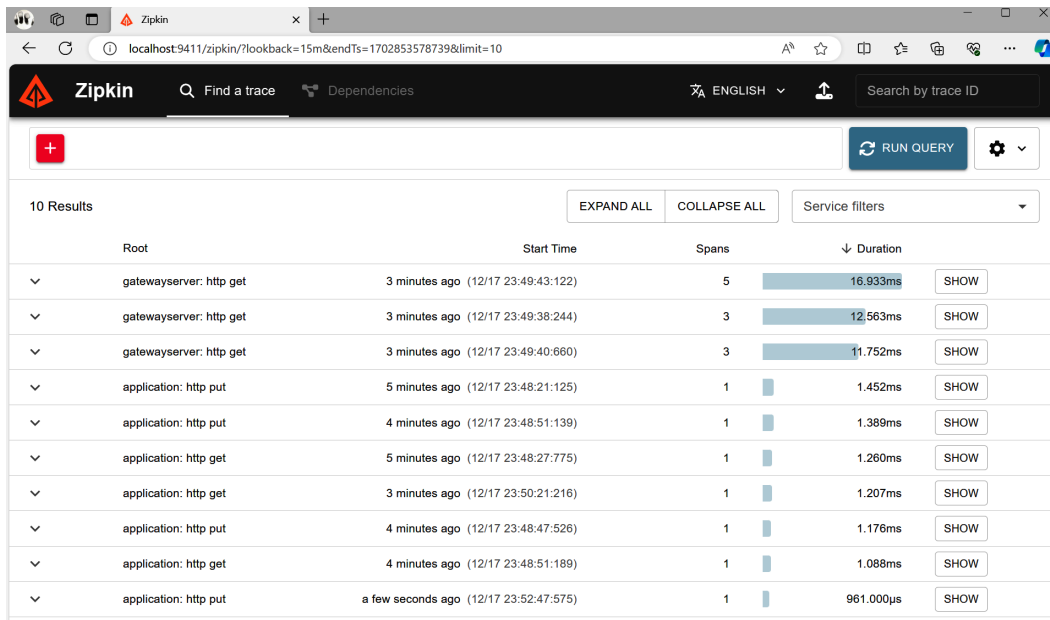 Zipkin
localhost:9411/zipkin/?lookback=15m&endTs=1702853578739&limit=10
Zipkin Find a trace Dependencies ENGLISH Search by trace ID
RUN QUERY
10 Results EXPAND ALL COLLAPSE ALL Service filters
Root Start Time Spans Duration
gatewayserver: http get 3 minutes ago (12/17 23:49:43:122) 5 16.933ms SHOW
gatewayserver: http get 3 minutes ago (12/17 23:49:38:244) 3 12.563ms SHOW
gatewayserver: http get 3 minutes ago (12/17 23:49:40:660) 3 11.752ms SHOW
application: http put 5 minutes ago (12/17 23:48:21:125) 1 1.452ms SHOW
application: http put 4 minutes ago (12/17 23:48:51:139) 1 1.389ms SHOW
application: http get 5 minutes ago (12/17 23:48:27:775) 1 1.260ms SHOW
application: http get 3 minutes ago (12/17 23:50:21:216) 1 1.207ms SHOW
application: http put 4 minutes ago (12/17 23:48:47:526) 1 1.176ms SHOW
application: http get 4 minutes ago (12/17 23:48:51:189) 1 1.088ms SHOW
application: http put a few seconds ago (12/17 23:52:47:575) 1 961.000μs SHOW